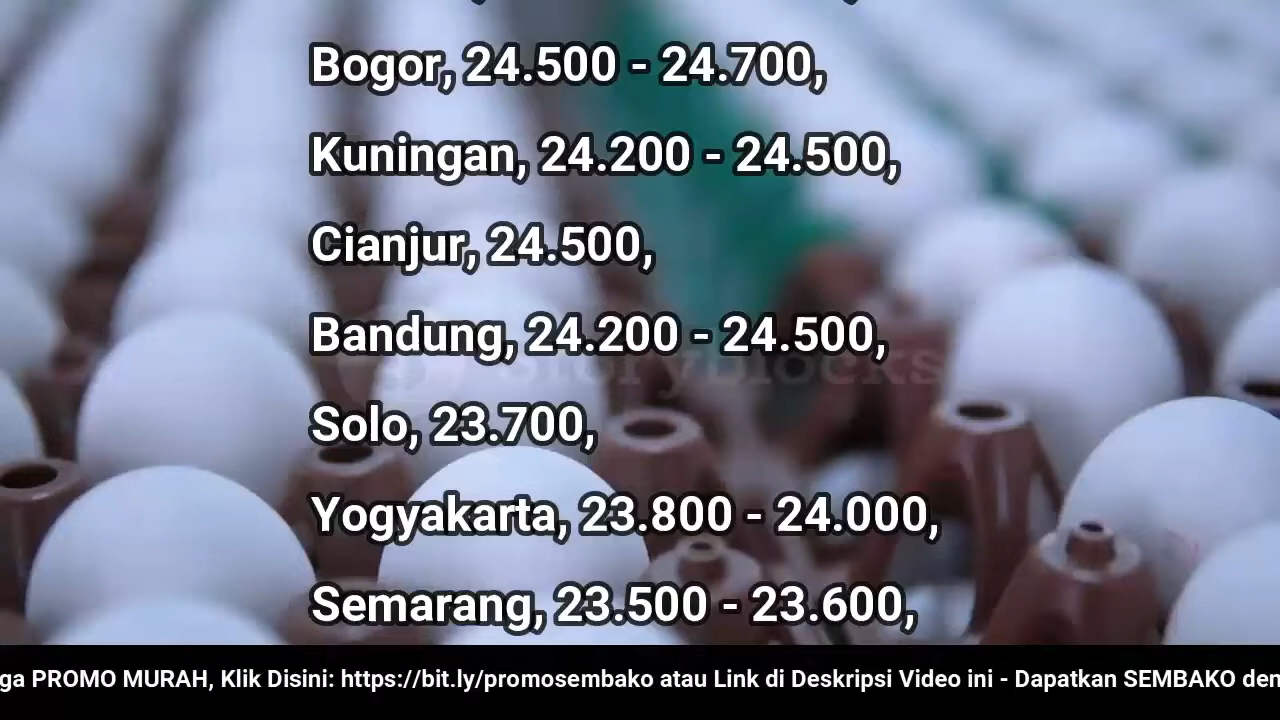 Bogor, 24.500 - 24.700,
Kuningan, 24.200 - 24.500,
Cianjur, 24.500,
Bandung, 24.200 - 24.500,
Storyblocks
Solo, 23.700,
Yogyakarta, 23.800 - 24.000,
Semarang, 23.500 - 23.600,
ga PROMO MURAH, Klik Disini: https://bit.ly/promosembako atau Link di Deskripsi Video ini - Dapatkan SEMBAKO den